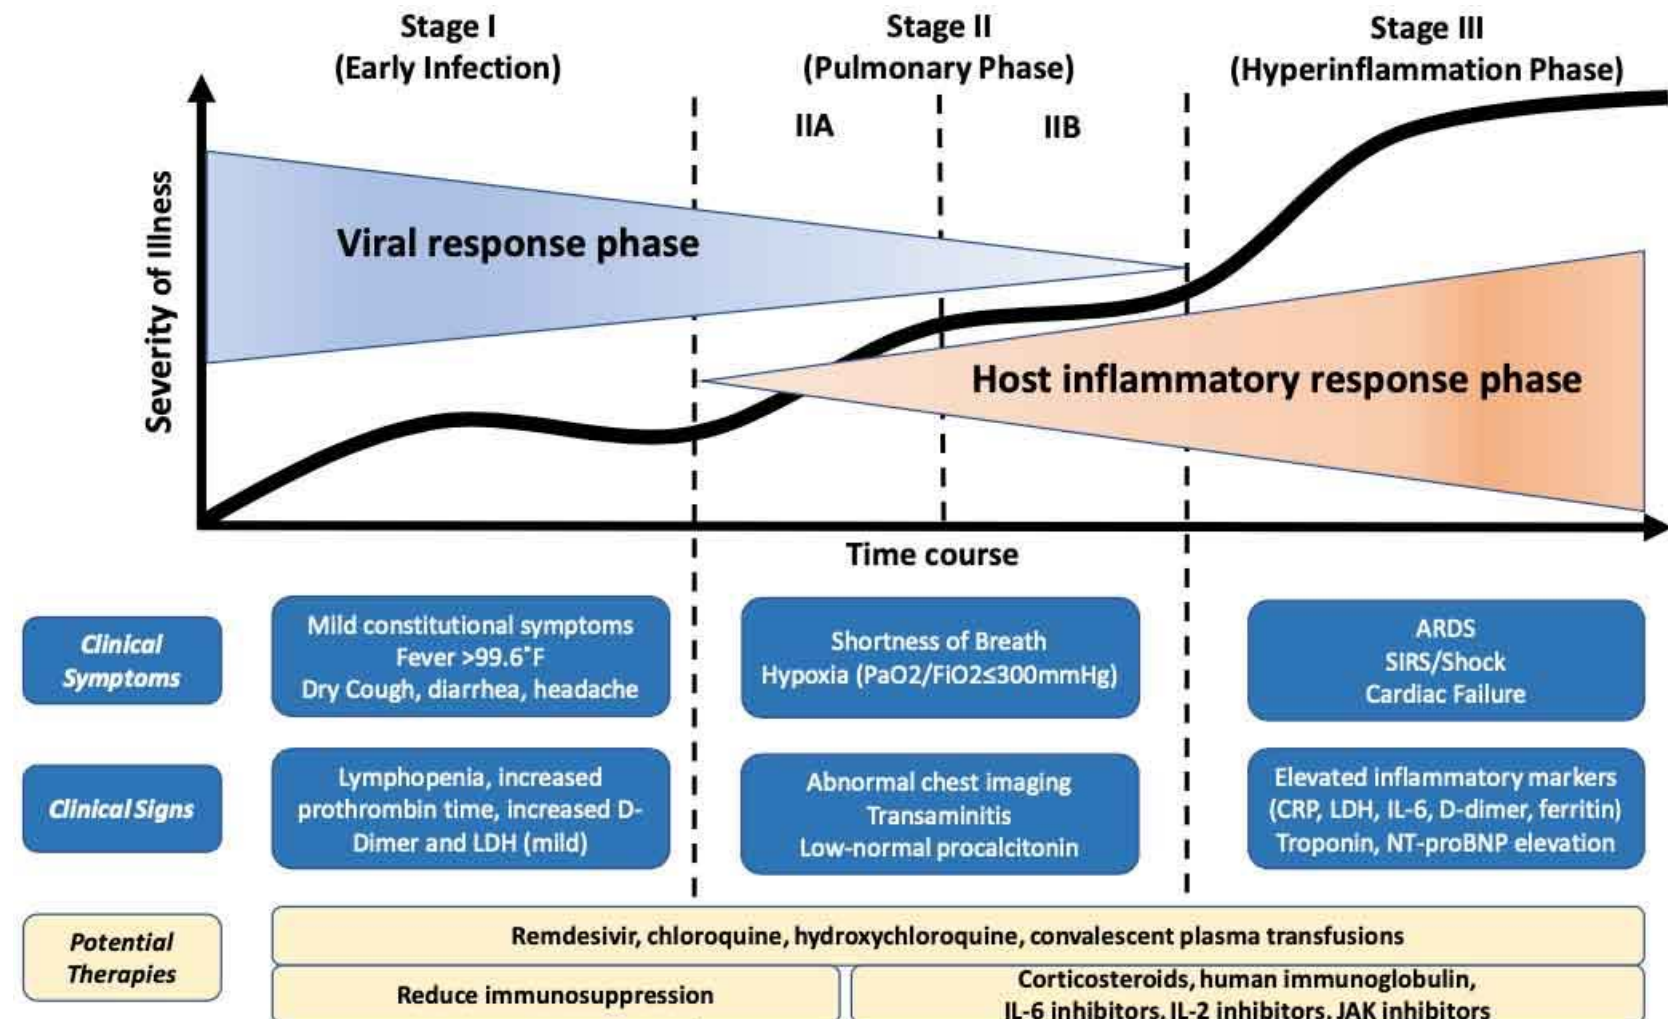 Stage I
(Early Infection)
Stage II
(Pulmonary Phase)
Stage III
(Hyperinflammation Phase)
IIA
IIB
Severity of Illness
Viral response phase
Host inflammatory response phase
Time course
Clinical
Symptoms
Mild constitutional symptoms
Fever >99.6°F
Dry Cough, diarrhea, headache
Shortness of Breath
Hypoxia (PaO2/FiO2≤300mmHg)
ARDS
SIRS/Shock
Cardiac Failure
Clinical Signs
Lymphopenia, increased
prothrombin time, increased D-
Dimer and LDH (mild)
Abnormal chest imaging
Transaminitis
Low-normal procalcitonin
Elevated inflammatory markers
(CRP, LDH, IL-6, D-dimer, ferritin)
Troponin, NT-proBNP elevation
Potential
Therapies
Remdesivir, chloroquine, hydroxychloroquine, convalescent plasma transfusions
Reduce immunosuppression
Corticosteroids, human immunoglobulin,
IL-6 inhibitors, IL-2 inhibitors, JAK inhibitors